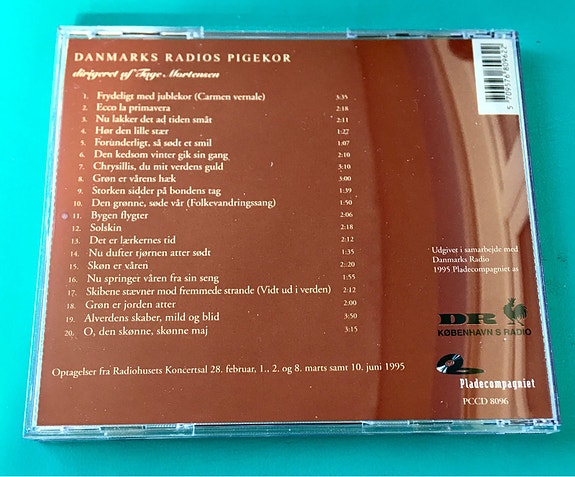 DANMARKS RADIOS PIGEKOR
dirigeret af Tage Mortensen
1. Frydeligt med jublekor (Carmen vernale) 3:35
2. Ecco la primavera 2:18
3. Nu lakker det ad tiden småt 2:11
4. Hør den lille stær 1:27
5. Forunderligt, så sødt et smil 1:07
6. Den kedsom vinter gik sin gang 2:10
7. Chrysillis, du mit verdens guld 3:10
8. Grøn er vårens hæk 3:00
9. Storken sidder på bondens tag 1:39
10. Den grønne, søde vår (Folkevandringssang) 1:50
11. Bygen flygter 2:06
12. Solskin 2:18
13. Det er lærkernes tid 2:12
14. Nu dufter tjørnen atter sødt 1:35
15. Skøn er våren 2:20
16. Nu springer våren fra sin seng 1:55
17. Skibene stævner mod fremmede strande (Vidt ud i verden) 2:12
18. Grøn er jorden atter 2:00
19. Alverdens skaber, mild og blid 3:50
20. O, den skønne, skønne maj 3:15
Optagelser fra Radiohusets Koncertsal 28. februar, 1., 2. og 8. marts samt 10. juni 1995
5 709576 809622
Udgivet i samarbejde med
Danmarks Radio
1995 Pladecompagniet as
DR
KØBENHAVN S RADIO
Pladecompagniet
PCCD 8096